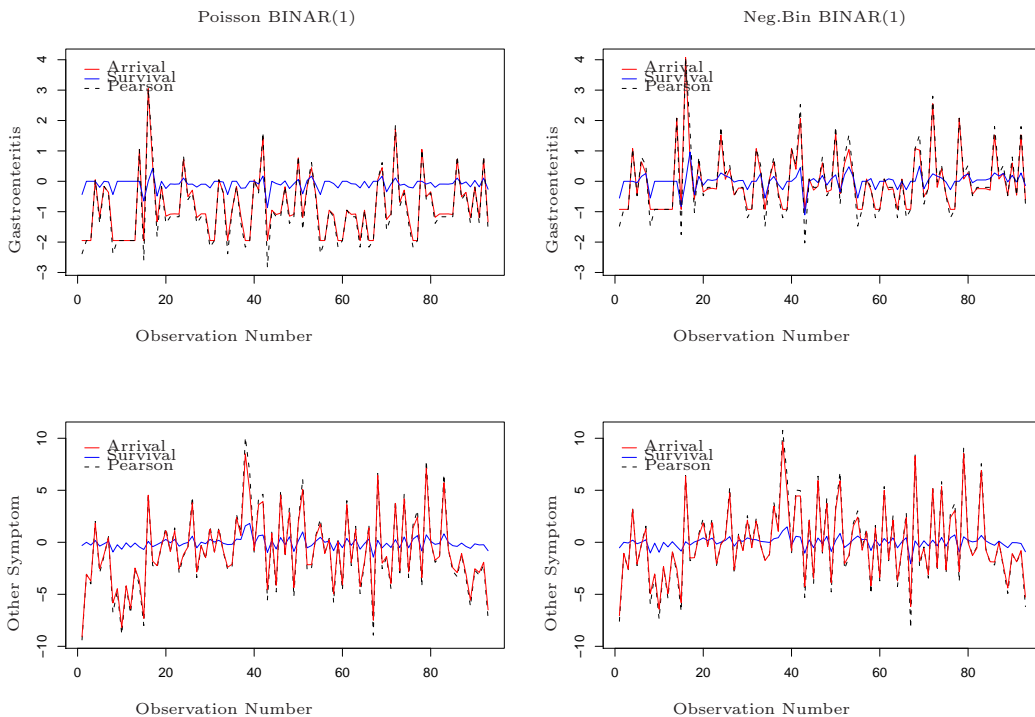 Poisson BINAR(1)
Neg.Bin BINAR(1)
Gastroenteritis
4
3
2
1
0
−1
−2
−3
Arrival
Survival
Pearson
0 20 40 60 80
Observation Number
Gastroenteritis
4
3
2
1
0
−1
−2
−3
Arrival
Survival
Pearson
0 20 40 60 80
Observation Number
Other Symptom
10
5
0
−5
−10
Arrival
Survival
Pearson
0 20 40 60 80
Observation Number
Other Symptom
10
5
0
−5
−10
Arrival
Survival
Pearson
0 20 40 60 80
Observation Number